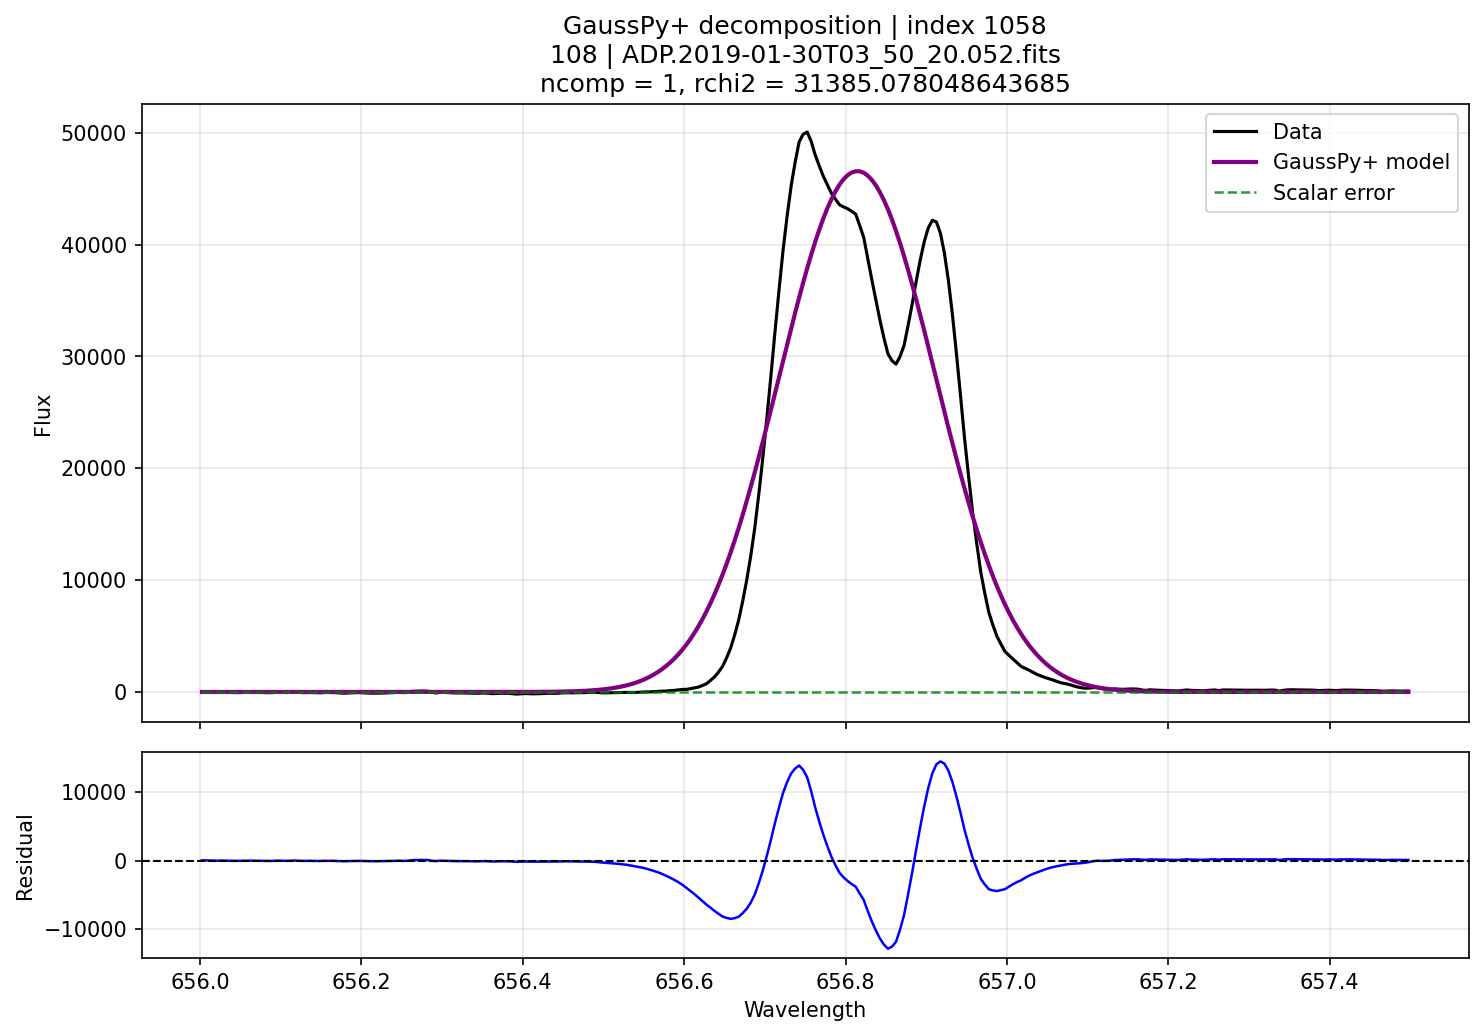 GaussPy+ decomposition | index 1058
108 | ADP.2019-01-30T03_50_20.052.fits
ncomp = 1, rchi2 = 31385.078048643685
Data
GaussPy+ model
Scalar error
50000
40000
30000
20000
10000
0
Flux
10000
0
−10000
Residual
656.0 656.2 656.4 656.6 656.8 657.0 657.2 657.4
Wavelength